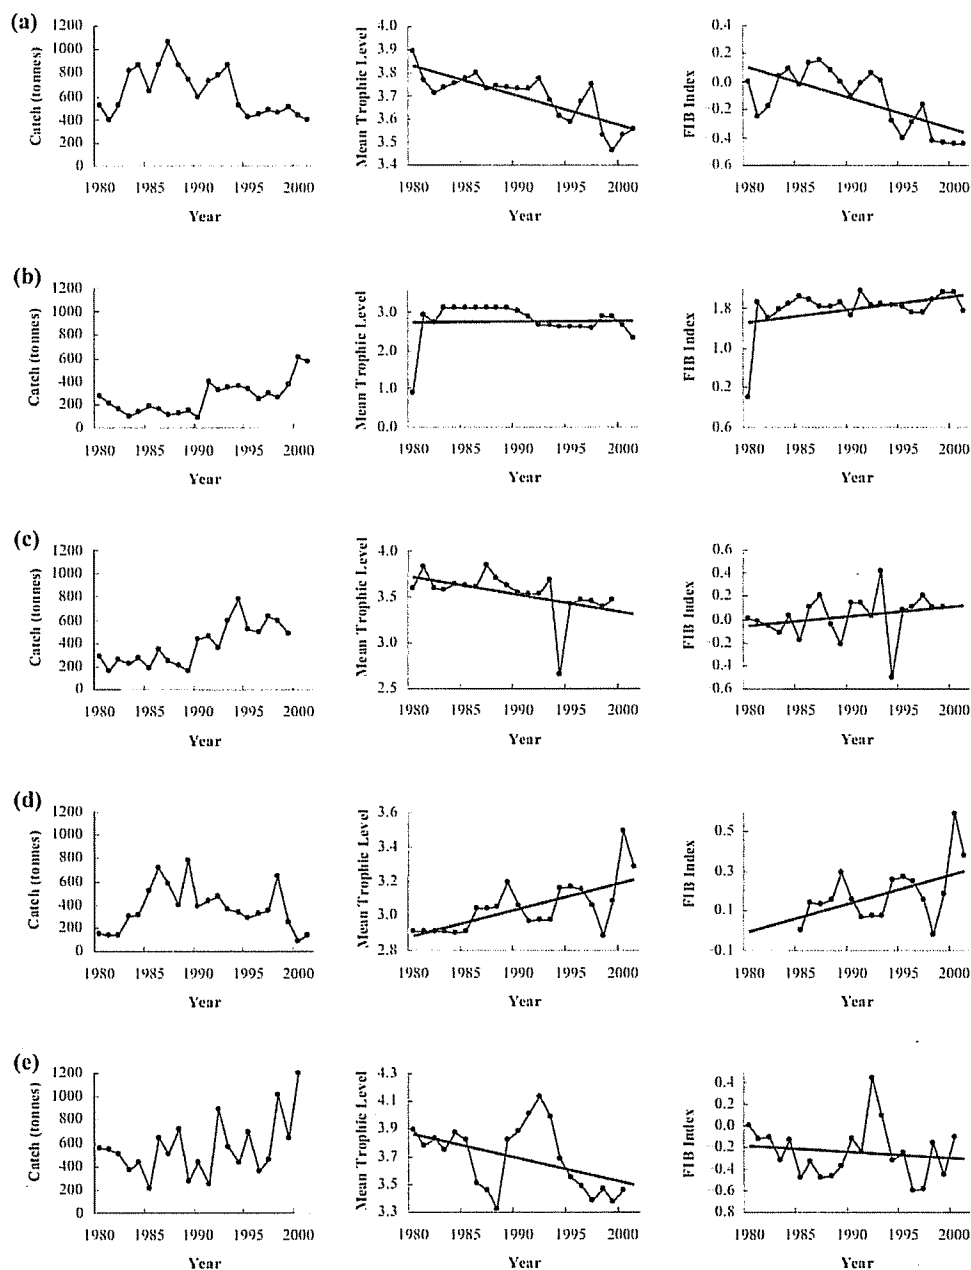 (a)
Catch (tonnes)
1200
1000
800
600
400
200
0
1980 1985 1990 1995 2000
Year
Mean Trophic Level
4.0
3.9
3.8
3.7
3.6
3.5
3.4
1980 1985 1990 1995 2000
Year
FIB Index
0.4
0.2
0.0
-0.2
-0.4
-0.6
1980 1985 1990 1995 2000
Year
(b)
Catch (tonnes)
1200
1000
800
600
400
200
0
1980 1985 1990 1995 2000
Year
Mean Trophic Level
3.0
2.0
1.0
0.0
1980 1985 1990 1995 2000
Year
FIB Index
1.8
1.0
0.2
0.6
1980 1985 1990 1995 2000
Year
(c)
Catch (tonnes)
1200
1000
800
600
400
200
0
1980 1985 1990 1995 2000
Year
Mean Trophic Level
4.0
3.5
3.0
2.5
1980 1985 1990 1995 2000
Year
FIB Index
0.6
0.4
0.2
0.0
0.2
0.4
0.6
1980 1985 1990 1995 2000
Year
(d)
Catch (tonnes)
1200
1000
800
600
400
200
0
1980 1985 1990 1995 2000
Year
Mean Trophic Level
3.6
3.4
3.2
3.0
2.8
1980 1985 1990 1995 2000
Year
FIB Index
0.5
0.3
0.1
-0.1
1980 1985 1990 1995 2000
Year
(e)
Catch (tonnes)
1200
1000
800
600
400
200
0
1980 1985 1990 1995 2000
Year
Mean Trophic Level
4.3
4.1
3.9
3.7
3.5
3.3
1980 1985 1990 1995 2000
Year
FIB Index
0.4
0.2
0.0
0.2
0.4
0.6
0.8
1980 1985 1990 1995 2000
Year